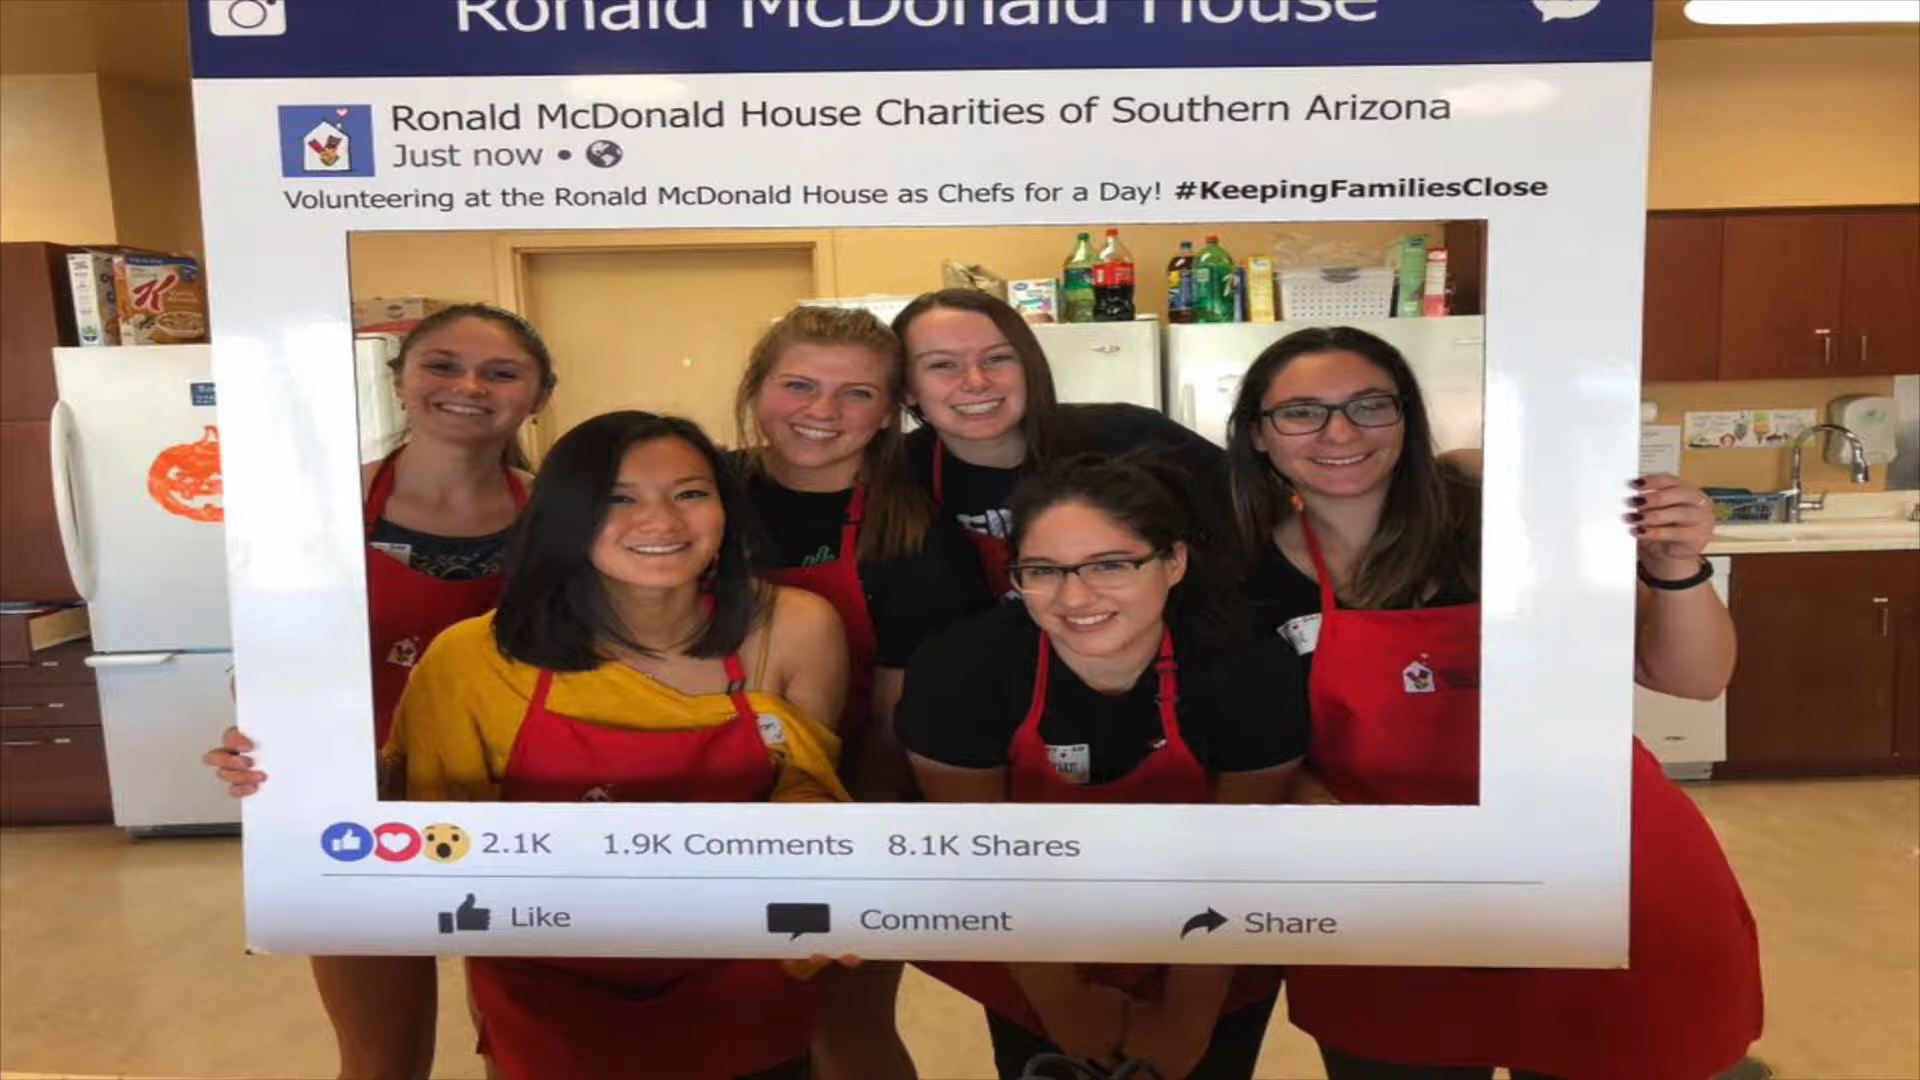 Ronald McDonald House
Ronald McDonald House Charities of Southern Arizona
Just now •
Volunteering at the Ronald McDonald House as Chefs for a Day! #KeepingFamiliesClose
K
2.1K 1.9K Comments 8.1K Shares
Like Comment Share